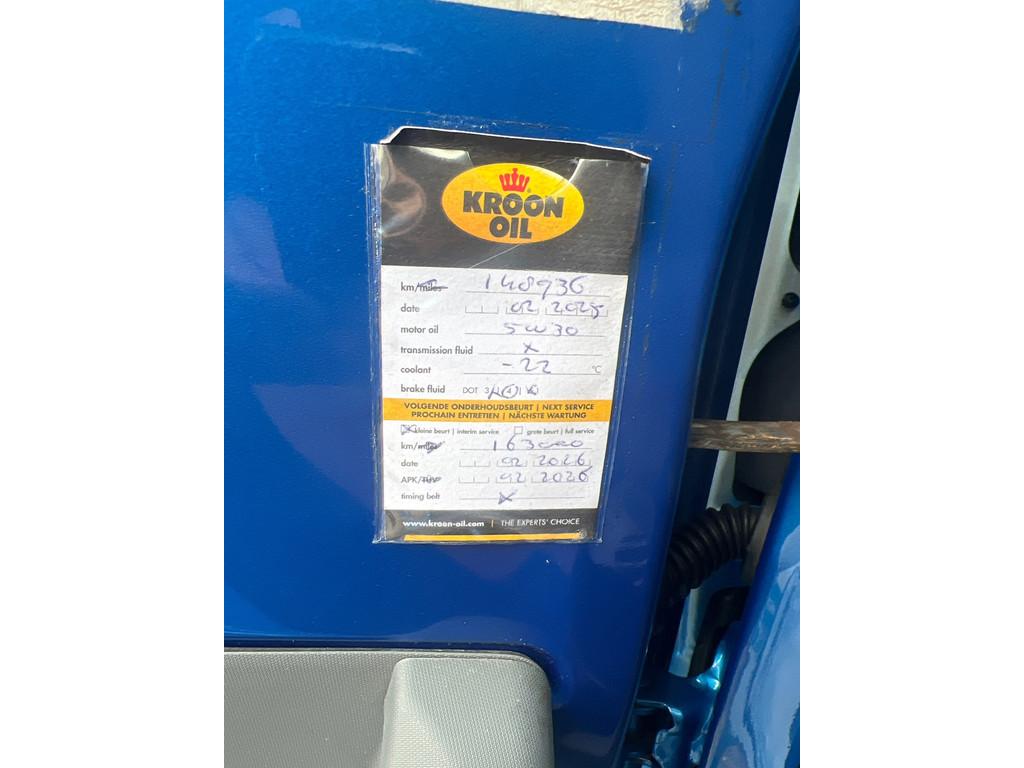 KROON
OIL
km/miles 148936
date 02 2025
motor oil 5W30
transmission fluid x
coolant -22 °C
brake fluid DOT 3 | 4 |
VOLGENDE ONDERHOUDSBEURT | NEXT SERVICE
PROCHAIN ENTRETIEN | NÄCHSTE WARTUNG
kleine beurt | interim service grote beurt | full service
km/miles 163000
date 02 2026
APK/TÜV 02 2026
timing belt x
www.kroon-oil.com | THE EXPERTS' CHOICE